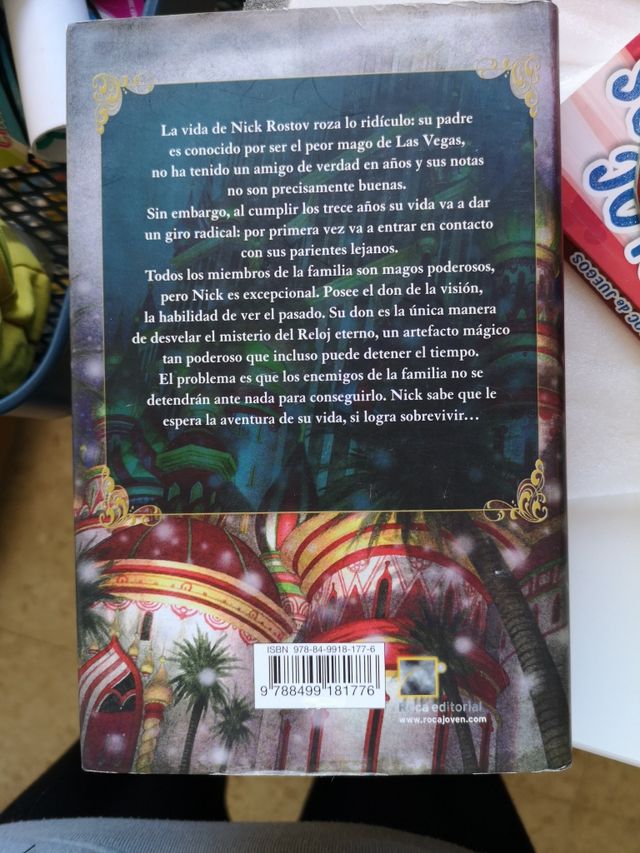 La vida de Nick Rostov roza lo ridículo: su padre
es conocido por ser el peor mago de Las Vegas,
no ha tenido un amigo de verdad en años y sus notas
no son precisamente buenas.
Sin embargo, al cumplir los trece años su vida va a dar
un giro radical: por primera vez va a entrar en contacto
con sus parientes lejanos.
Todos los miembros de la familia son magos poderosos,
pero Nick es excepcional. Posee el don de la visión,
la habilidad de ver el pasado. Su don es la única manera
de desvelar el misterio del Reloj eterno, un artefacto mágico
tan poderoso que incluso puede detener el tiempo.
El problema es que los enemigos de la familia no se
detendrán ante nada para conseguirlo. Nick sabe que le
espera la aventura de su vida, si logra sobrevivir…
ISBN 978-84-9918-177-6
9 788499 181776
Roca editorial
www.rocajoven.com
de JUEGOS